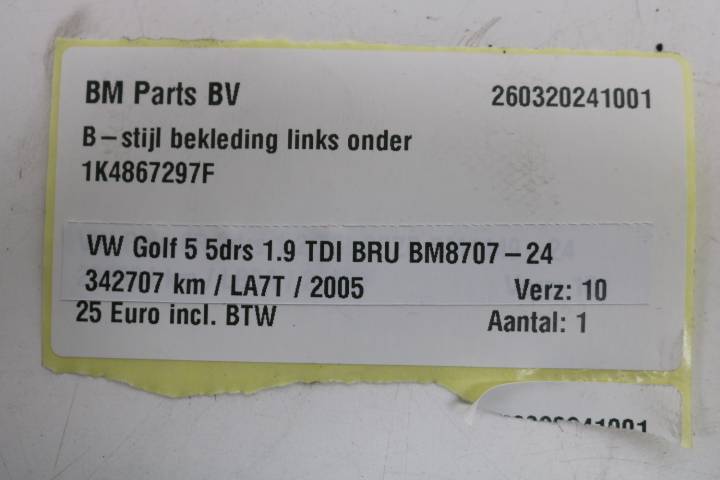 BM Parts BV 260320241001
B-stijl bekleding links onder
1K4867297F
VW Golf 5 5drs 1.9 TDI BRU BM8707-24
342707 km / LA7T / 2005 Verz: 10
25 Euro incl. BTW Aantal: 1